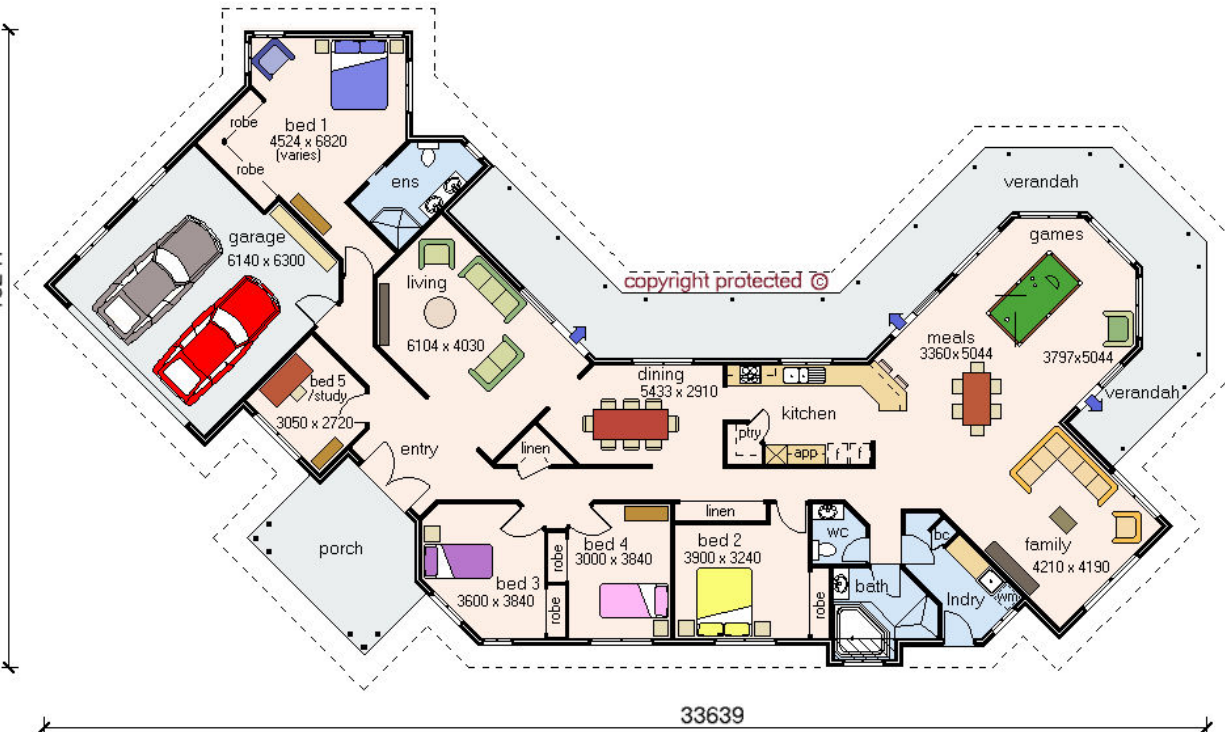 robe
bed 1
4524 x 6820
(varies)
robe
ens
garage
6140 x 6300
living
6104 x 4030
copyright protected ©
verandah
games
meals
3360x5044
3797x5044
verandah
bed 5
/study
3050 x 2720
dining
5433 x 2910
kitchen
ptry
app
f
f
entry
linen
linen
porch
bed 3
3600 x 3840
robe
robe
bed 4
3000 x 3840
bed 2
3900 x 3240
robe
wc
bath
bc
lndry
wm
family
4210 x 4190
33639